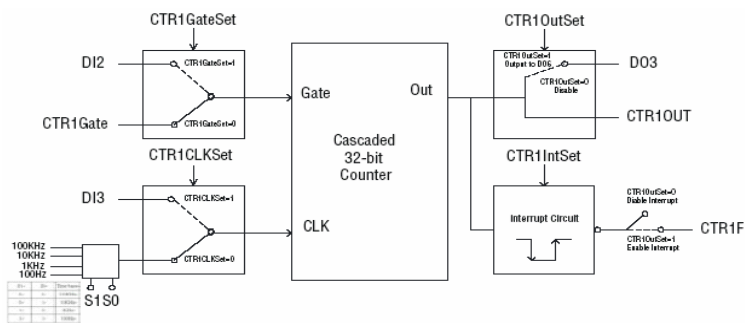 CTR1GateSet
DI2
CTR1GateSet=1
CTR1Gate
CTR1GateSet=0
CTR1CLKSet
DI3
CTR1CLKSet=1
CTR1CLKSet=0
100KHz
10KHz
1KHz
100Hz
S1S0
Gate
Out
Cascaded
32-bit
Counter
CLK
CTR1OutSet
CTR1OutSet=1
Output to DO6
DO3
CTR1OutSet=0
Disable
CTR1OUT
CTR1IntSet
Interrupt Circuit
CTR1OutSet=0
Diable Interrupt
CTR1F
CTR1OutSet=1
Enable Interrupt